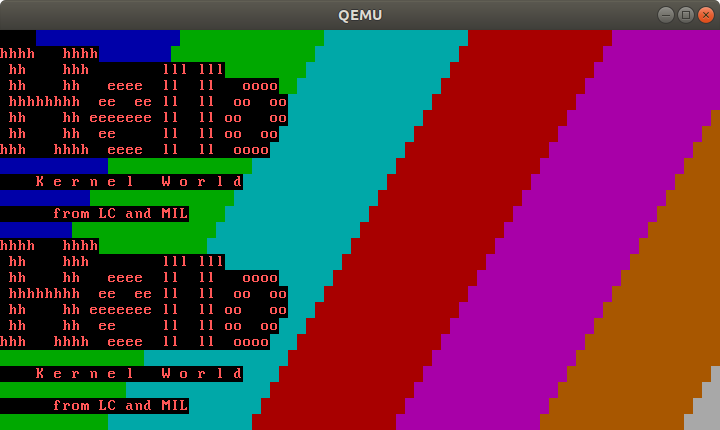 QEMU
hhhh   hhhh
 hh    hhh        lll lll
 hh    hh   eeee  ll  ll   oooo
 hhhhhhhh  ee  ee ll  ll  oo  oo
 hh    hh eeeeeee ll  ll oo   oo
 hh    hh ee      ll  ll oo  oo
hhh   hhhh  eeee  ll  ll  oooo
    K e r n e l   W o r l d
      from LC and MIL
hhhh   hhhh
 hh    hhh        lll lll
 hh    hh   eeee  ll  ll   oooo
 hhhhhhhh  ee  ee ll  ll  oo  oo
 hh    hh eeeeeee ll  ll oo   oo
 hh    hh ee      ll  ll oo  oo
hhh   hhhh  eeee  ll  ll  oooo
    K e r n e l   W o r l d
      from LC and MIL